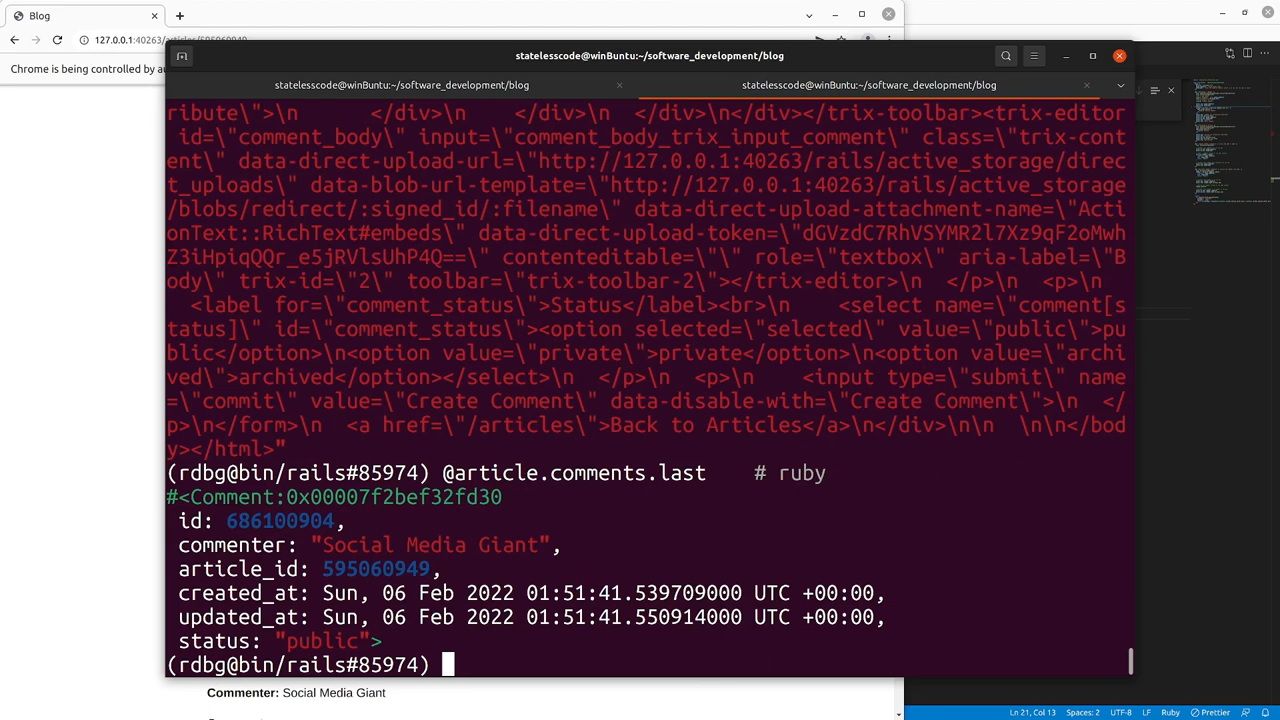 Blog
127.0.0.1:40263/articles/595060949
Chrome is being controlled by au
statelesscode@winBuntu:~/software_development/blog
statelesscode@winBuntu:~/software_development/blog
statelesscode@winBuntu:~/software_development/blog
ribute\">\n      </div>\n    </div>\n  </div>\n</div></trix-toolbar><trix-editor
 id=\"comment_body\" input=\"comment_body_trix_input_comment\" class=\"trix-cont
ent\" data-direct-upload-url=\"http://127.0.0.1:40263/rails/active_storage/direc
t_uploads\" data-blob-url-template=\"http://127.0.0.1:40263/rails/active_storage
/blobs/redirect/:signed_id/:filename\" data-direct-upload-attachment-name=\"Acti
onText::RichText#embeds\" data-direct-upload-token=\"dGVzdC7RhVSYMR2l7Xz9qF2oMwh
Z3iHpiqQQr_e5jRVlsUhP4Q==\" contenteditable=\"\" role=\"textbox\" aria-label=\"B
ody\" trix-id=\"2\" toolbar=\"trix-toolbar-2\"></trix-editor>\n  </p>\n  <p>\n
  <label for=\"comment_status\">Status</label><br>\n    <select name=\"comment[s
tatus]\" id=\"comment_status\"><option selected=\"selected\" value=\"public\">pu
blic</option>\n<option value=\"private\">private</option>\n<option value=\"archi
ved\">archived</option></select>\n  </p>\n  <p>\n    <input type=\"submit\" name
=\"commit\" value=\"Create Comment\" data-disable-with=\"Create Comment\">\n  </
p>\n</form>\n  <a href=\"/articles\">Back to Articles</a>\n</div>\n\n  \n\n</bod
y></html>"
(rdbg@bin/rails#85974) @article.comments.last    # ruby
#<Comment:0x00007f2bef32fd30
 id: 686100904,
 commenter: "Social Media Giant",
 article_id: 595060949,
 created_at: Sun, 06 Feb 2022 01:51:41.539709000 UTC +00:00,
 updated_at: Sun, 06 Feb 2022 01:51:41.550914000 UTC +00:00,
 status: "public">
(rdbg@bin/rails#85974)
Commenter: Social Media Giant
Ln 21, Col 13 Spaces: 2 UTF-8 LF Ruby Prettier